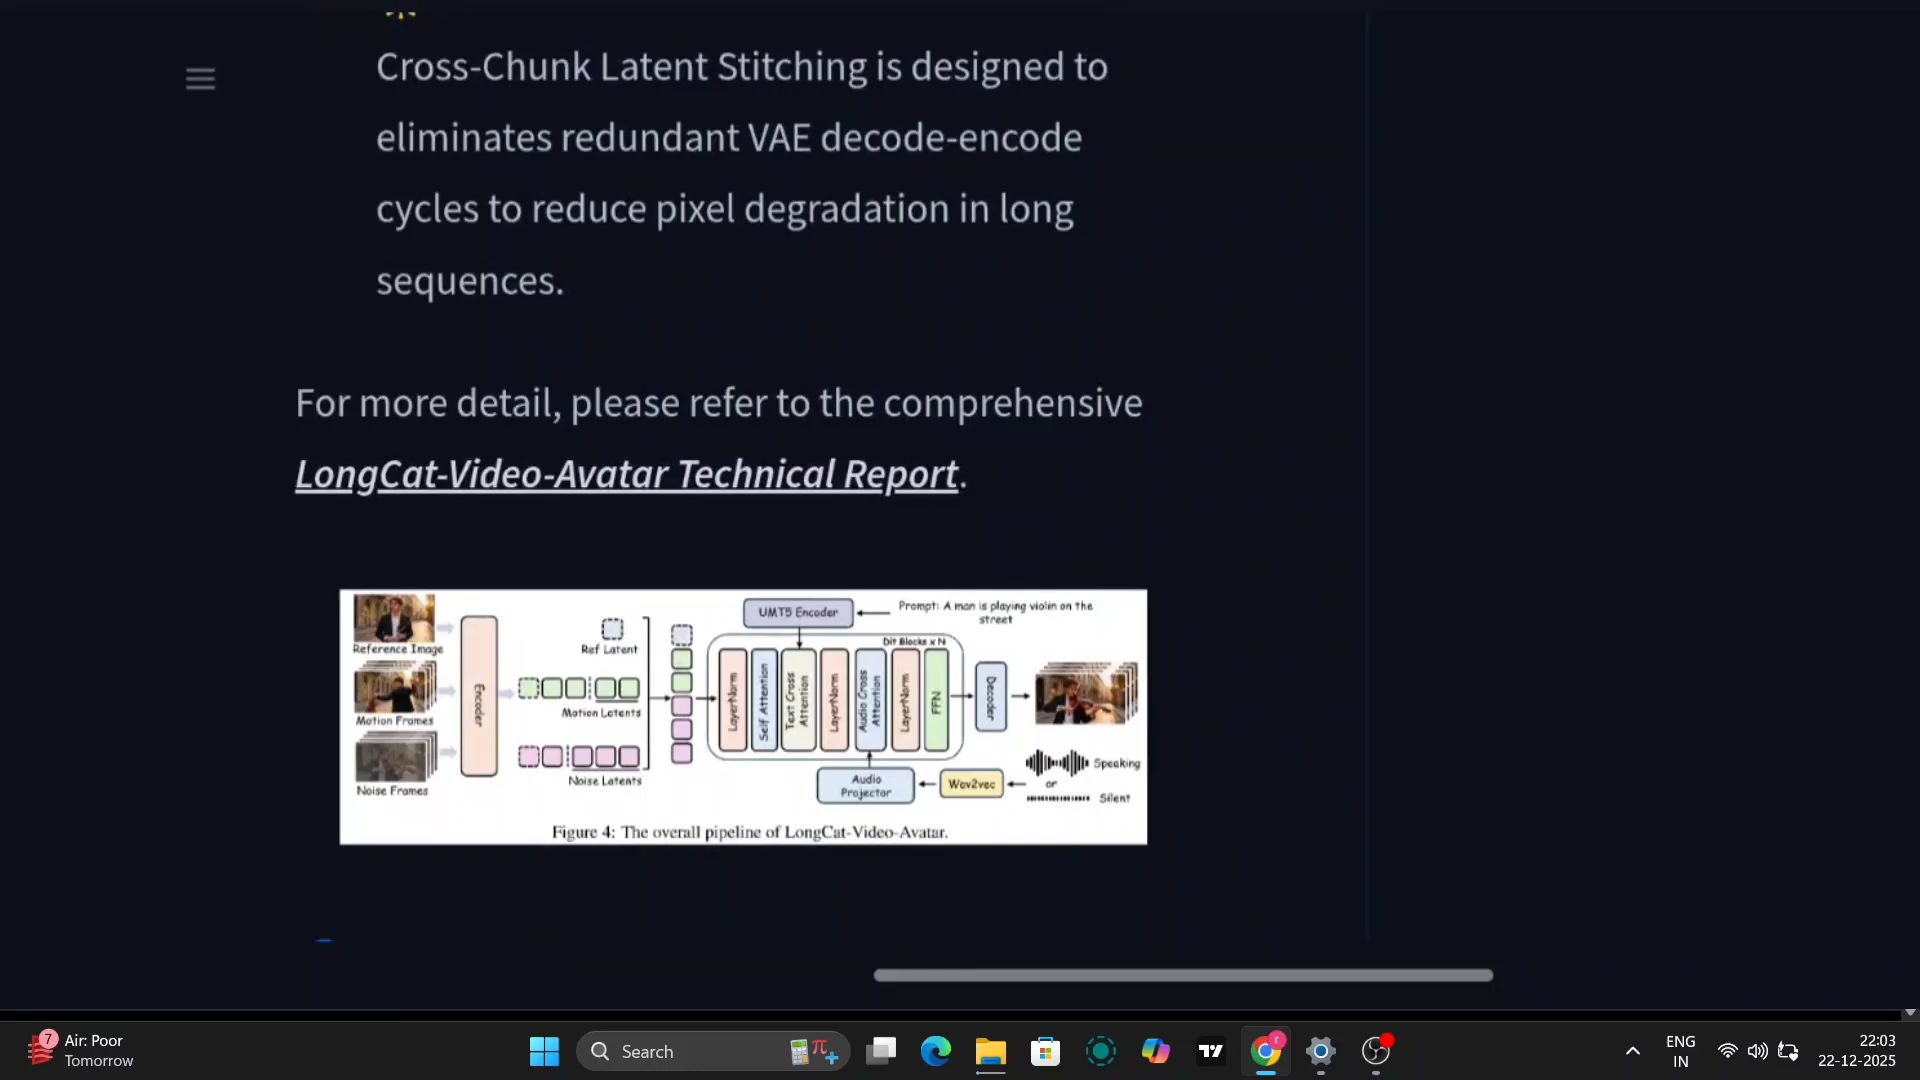 Cross-Chunk Latent Stitching is designed to
eliminates redundant VAE decode-encode
cycles to reduce pixel degradation in long
sequences.
For more detail, please refer to the comprehensive
LongCat-Video-Avatar Technical Report.
UMT5 Encoder
Prompt: A man is playing violin on the
street
Reference Image
Motion Frames
Noise Frames
Encoder
Ref Latent
Motion Latents
Noise Latents
Dit Blocks x N
LayerNorm
Self Attention
Text Cross
Attention
LayerNorm
Audio Cross
Attention
LayerNorm
FFN
Decoder
Audio
Projector
Wav2vec
Speaking
or
Silent
Figure 4: The overall pipeline of LongCat-Video-Avatar.
7
Air: Poor
Tomorrow
Search
ENG
IN
22:03
22-12-2025